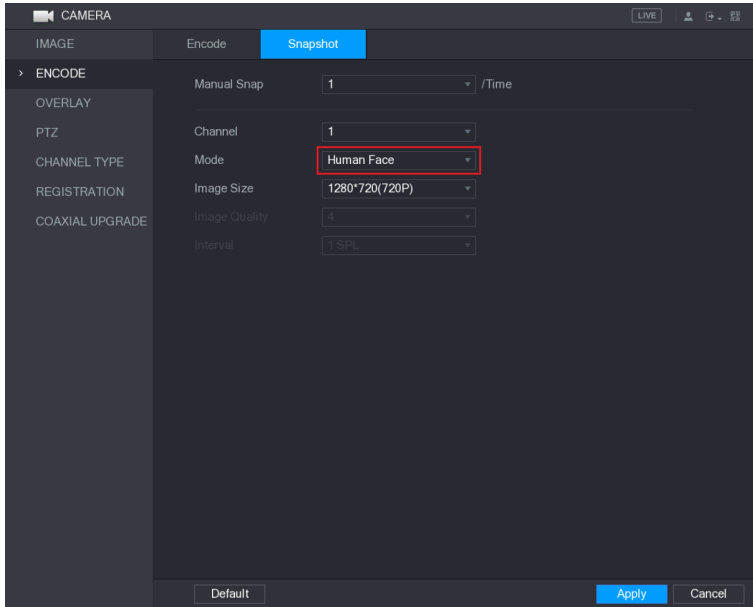 CAMERA
LIVE
IMAGE
> ENCODE
OVERLAY
PTZ
CHANNEL TYPE
REGISTRATION
COAXIAL UPGRADE
Encode Snapshot
Manual Snap 1 /Time
Channel 1
Mode Human Face
Image Size 1280*720(720P)
Image Quality 4
Interval 1 SPL
Default Apply Cancel